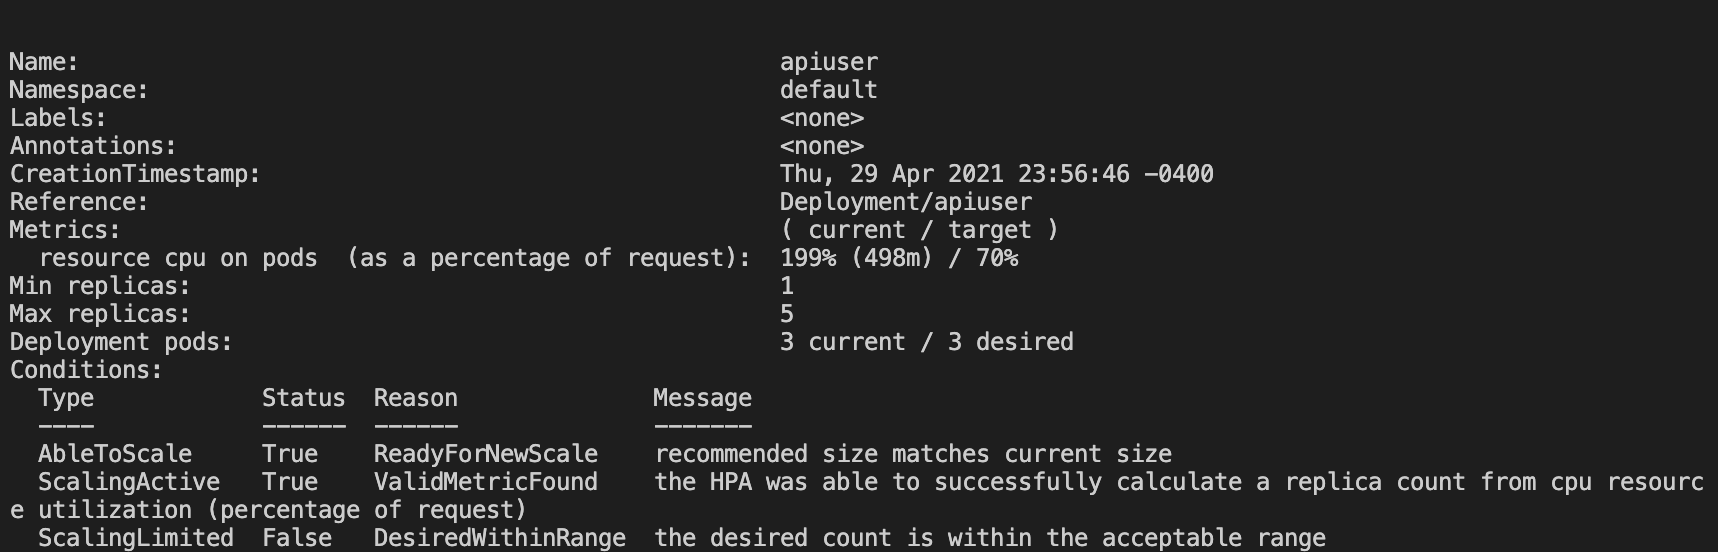 Name: apiuser
Namespace: default
Labels: <none>
Annotations: <none>
CreationTimestamp: Thu, 29 Apr 2021 23:56:46 -0400
Reference: Deployment/apiuser
Metrics: ( current / target )
resource cpu on pods (as a percentage of request): 199% (498m) / 70%
Min replicas: 1
Max replicas: 5
Deployment pods: 3 current / 3 desired
Conditions:
Type Status Reason Message
---- ------ ------ -------
AbleToScale True ReadyForNewScale recommended size matches current size
ScalingActive True ValidMetricFound the HPA was able to successfully calculate a replica count from cpu resourc
e utilization (percentage of request)
ScalingLimited False DesiredWithinRange the desired count is within the acceptable range